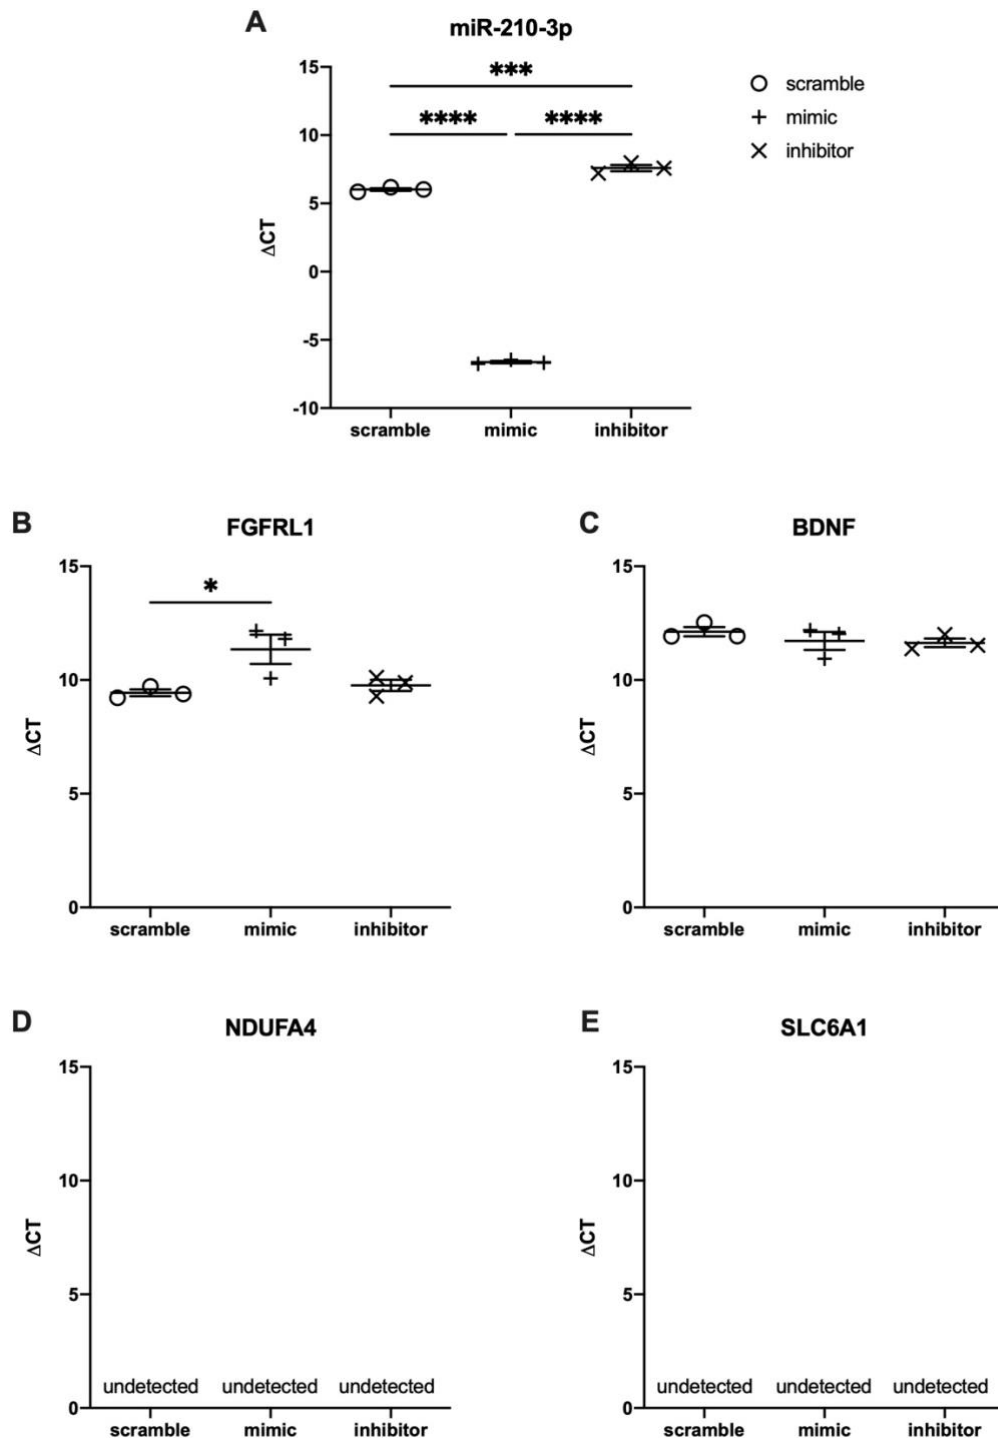 A
miR-210-3p
15
10
5
0
-5
-10
ΔCT
***
**** ****
scramble mimic inhibitor
scramble
mimic
inhibitor
B
FGFRL1
15
10
5
0
ΔCT
*
scramble mimic inhibitor
C
BDNF
15
10
5
0
ΔCT
scramble mimic inhibitor
D
NDUFA4
15
10
5
0
ΔCT
undetected undetected undetected
scramble mimic inhibitor
E
SLC6A1
15
10
5
0
ΔCT
undetected undetected undetected
scramble mimic inhibitor